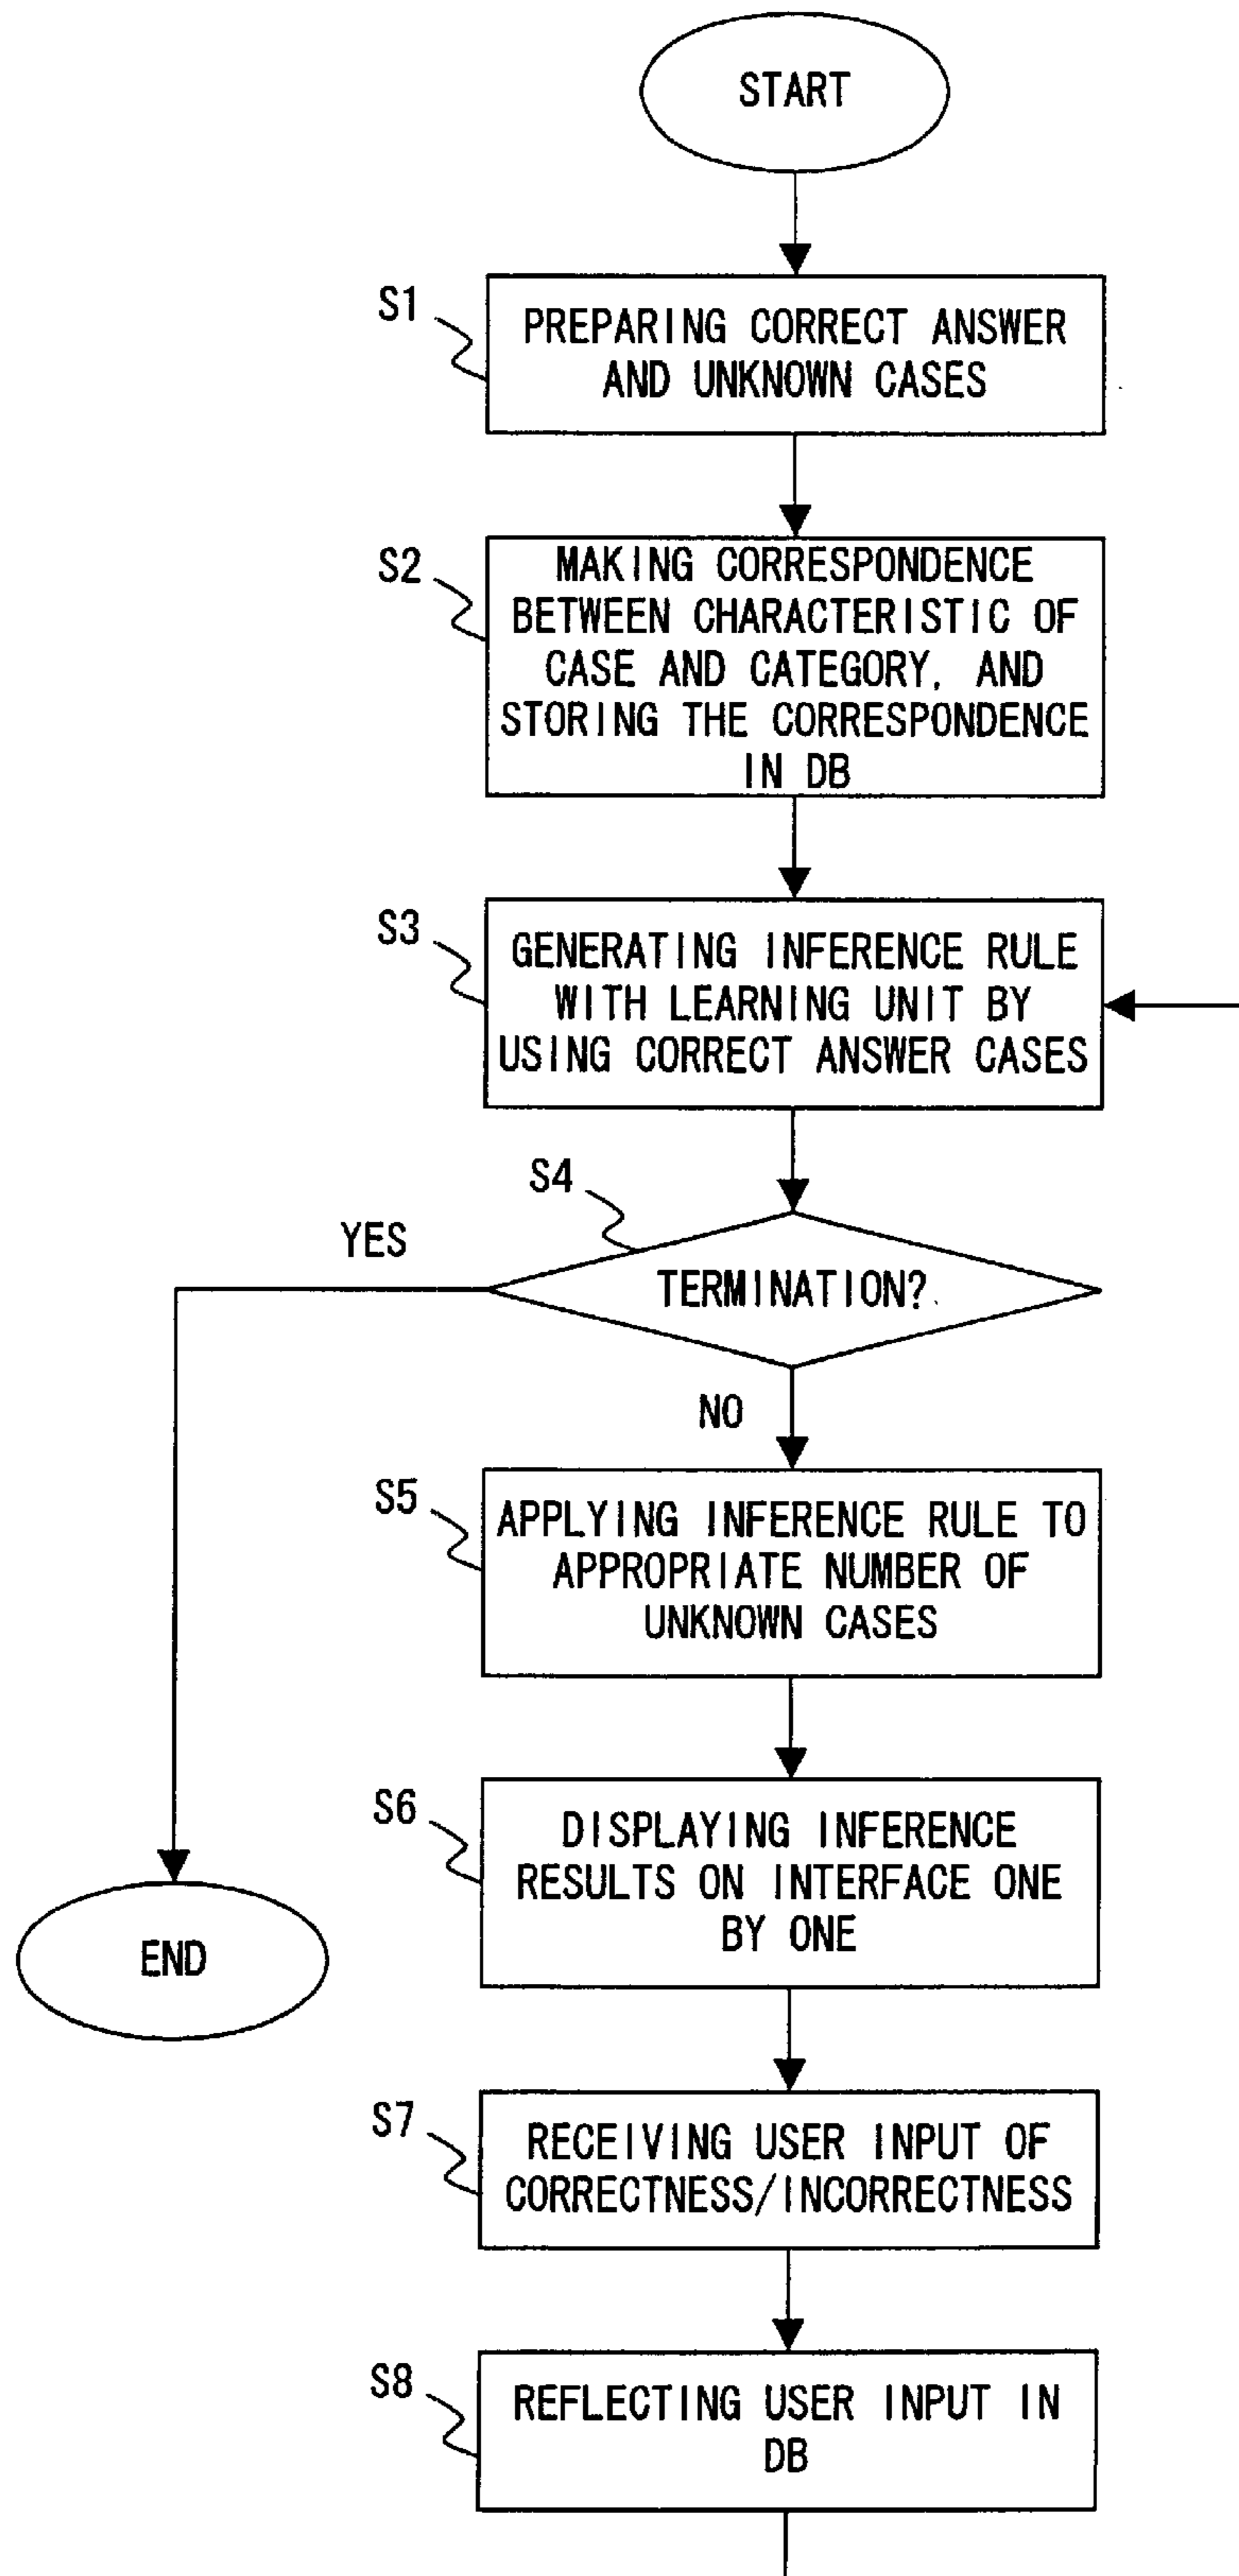 START
S1
PREPARING CORRECT ANSWER
AND UNKNOWN CASES
S2
MAKING CORRESPONDENCE
BETWEEN CHARACTERISTIC OF
CASE AND CATEGORY, AND
STORING THE CORRESPONDENCE
IN DB
S3
GENERATING INFERENCE RULE
WITH LEARNING UNIT BY
USING CORRECT ANSWER CASES
S4
YES
TERMINATION?
NO
S5
APPLYING INFERENCE RULE TO
APPROPRIATE NUMBER OF
UNKNOWN CASES
S6
DISPLAYING INFERENCE
RESULTS ON INTERFACE ONE
BY ONE
END
S7
RECEIVING USER INPUT OF
CORRECTNESS/INCORRECTNESS
S8
REFLECTING USER INPUT IN
DB